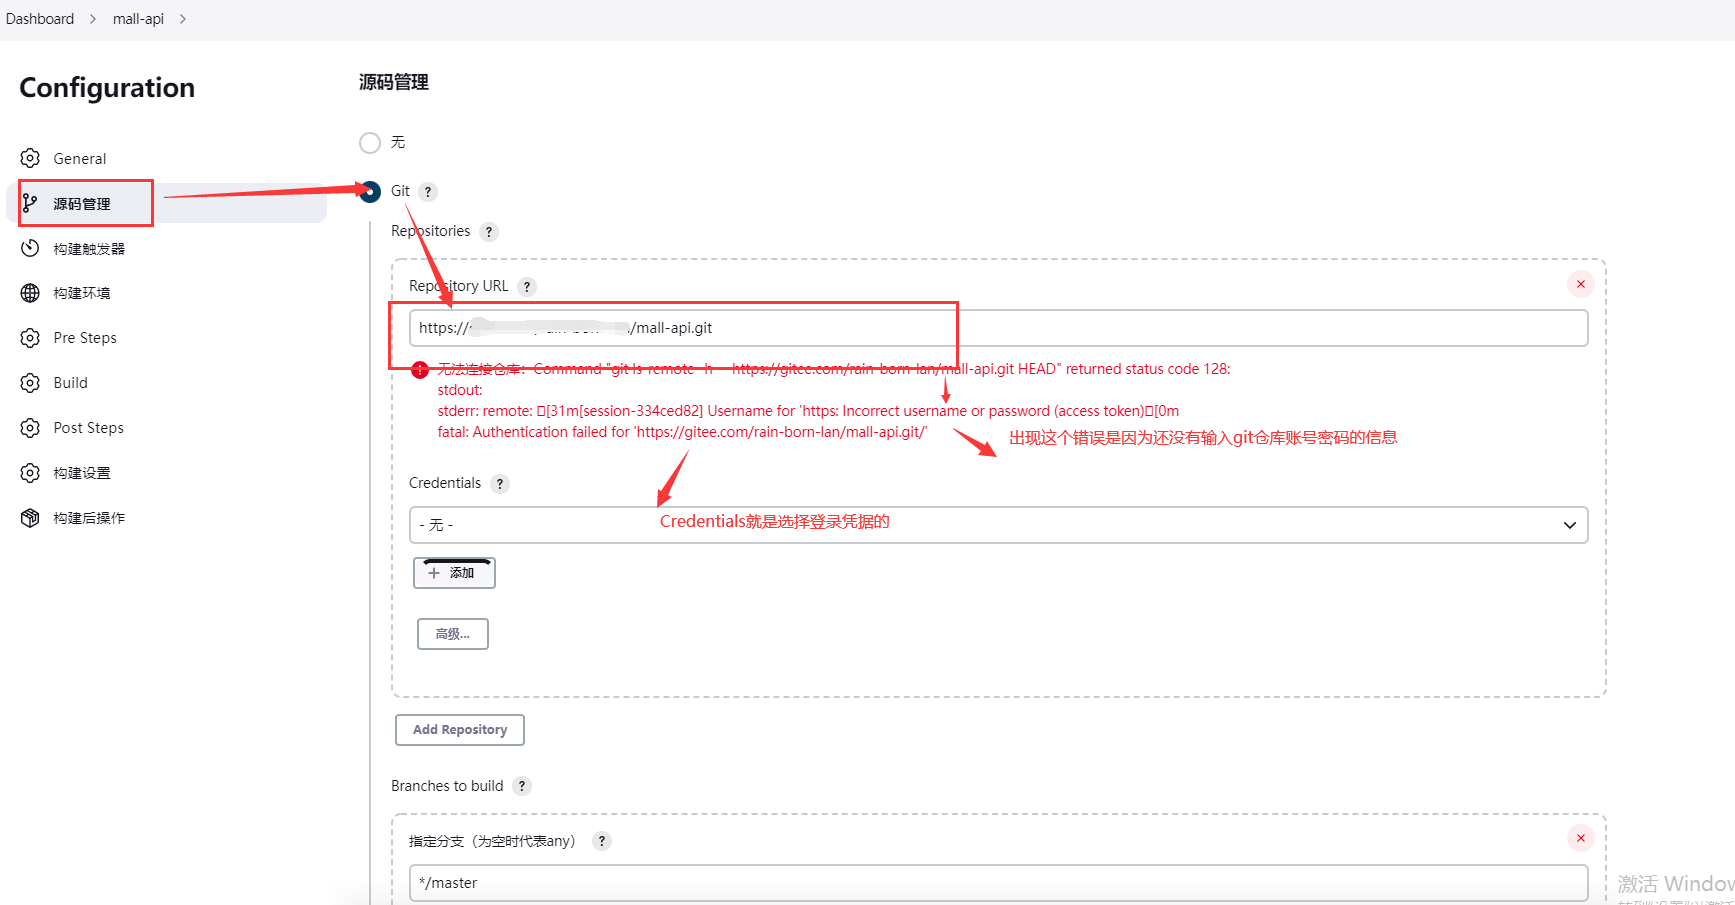 Dashboard > mall-api >
Configuration
General
源码管理
构建触发器
构建环境
Pre Steps
Build
Post Steps
构建设置
构建后操作
源码管理
无
Git ?
Repositories ?
Repository URL ?
https:// /mall-api.git
无法连接仓库：Command "git ls-remote -h -- https://gitee.com/rain-born-lan/mall-api.git HEAD" returned status code 128:
stdout:
stderr: remote: [31m[session-334ced82] Username for 'https: Incorrect username or password (access token)[0m
fatal: Authentication failed for 'https://gitee.com/rain-born-lan/mall-api.git/'
出现这个错误是因为还没有输入git仓库账号密码的信息
Credentials ?
- 无 -
Credentials就是选择登录凭据的
+ 添加
高级...
Add Repository
Branches to build ?
指定分支（为空时代表any） ?
*/master
激活 Window